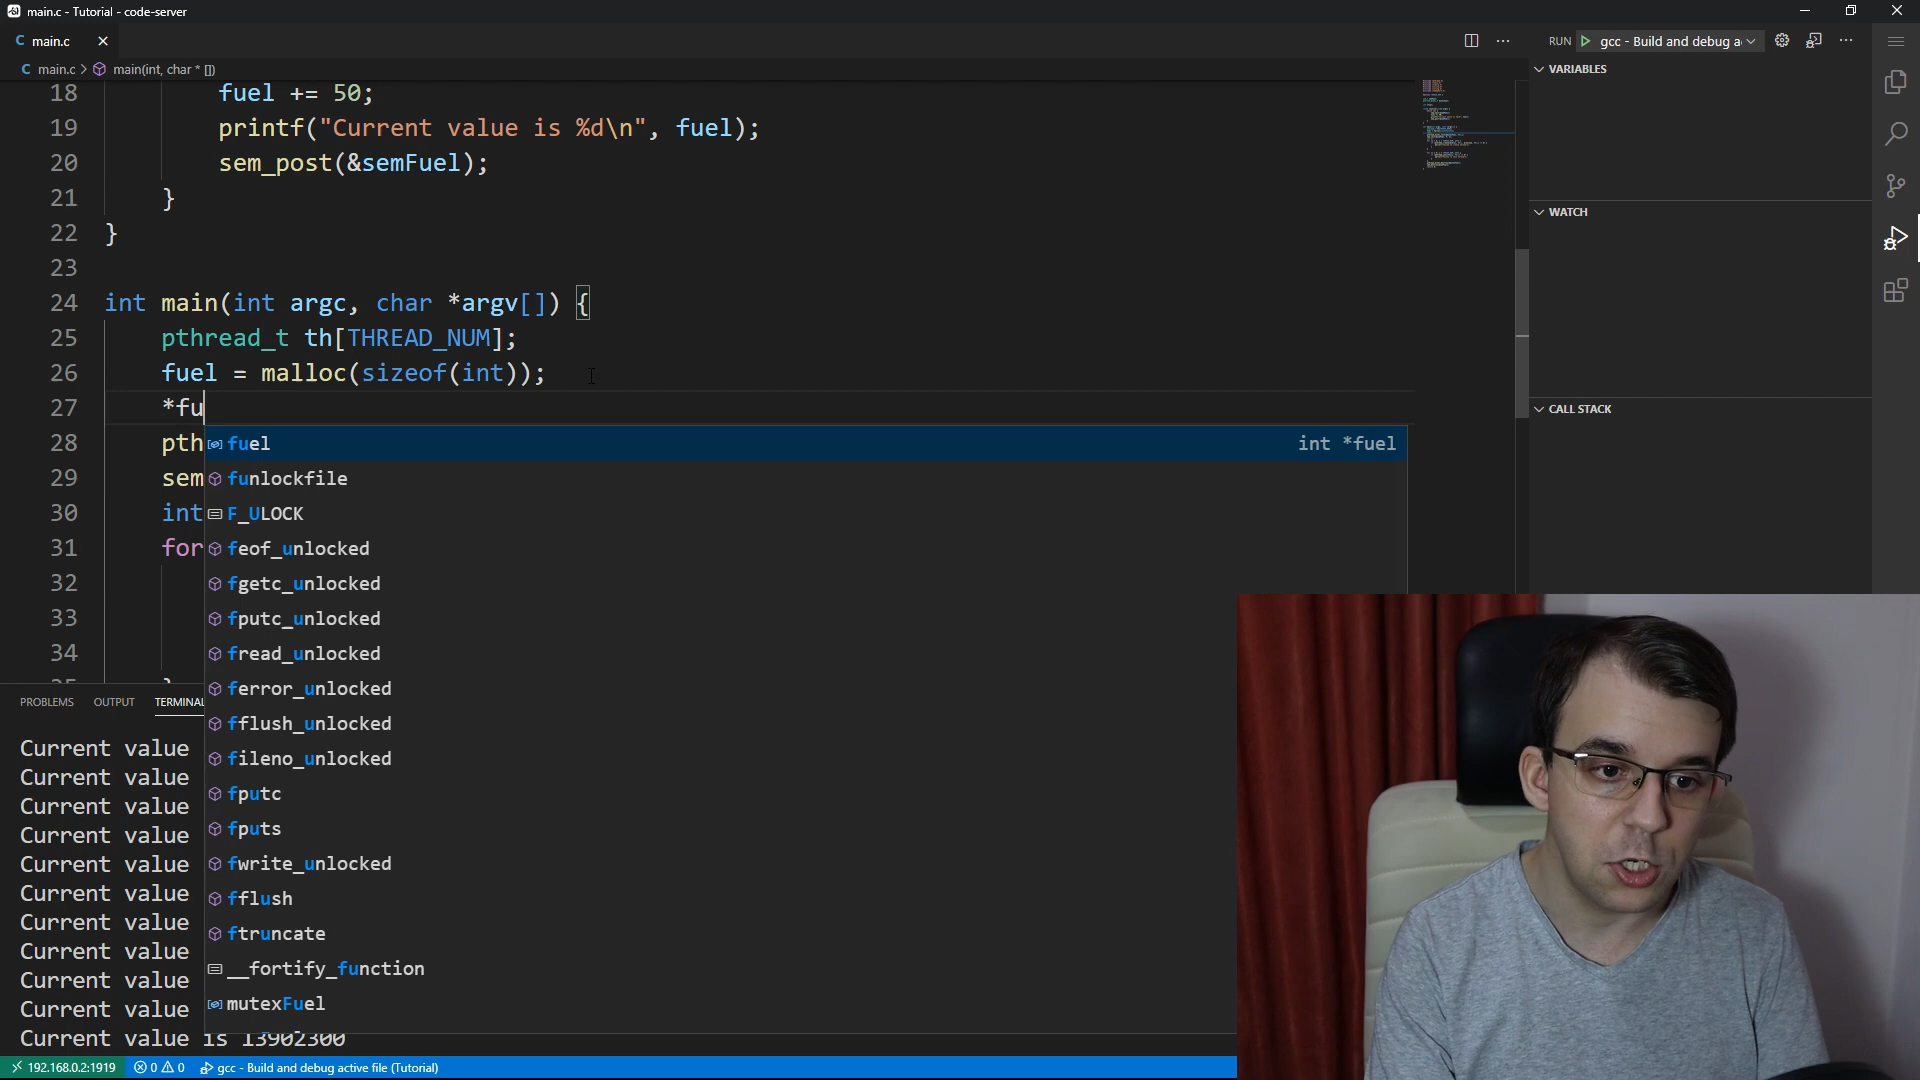 main.c - Tutorial - code-server
C main.c
RUN gcc - Build and debug a
C main.c > main(int, char * [])
VARIABLES
18 fuel += 50;
19 printf("Current value is %d\n", fuel);
20 sem_post(&semFuel);
21 }
22 }
23
24 int main(int argc, char *argv[]) {
25 pthread_t th[THREAD_NUM];
26 fuel = malloc(sizeof(int));
27 *fu
28 pth
29 sem
30 int
31 for
32
33
34
WATCH
CALL STACK
fuel int *fuel
funlockfile
F_ULOCK
feof_unlocked
fgetc_unlocked
fputc_unlocked
fread_unlocked
ferror_unlocked
fflush_unlocked
fileno_unlocked
fputc
fputs
fwrite_unlocked
fflush
ftruncate
__fortify_function
mutexFuel
PROBLEMS OUTPUT TERMINAL
Current value
Current value
Current value
Current value
Current value
Current value
Current value
Current value
Current value
Current value
Current value is 13902300
192.168.0.2:1919 0 0 gcc - Build and debug active file (Tutorial)